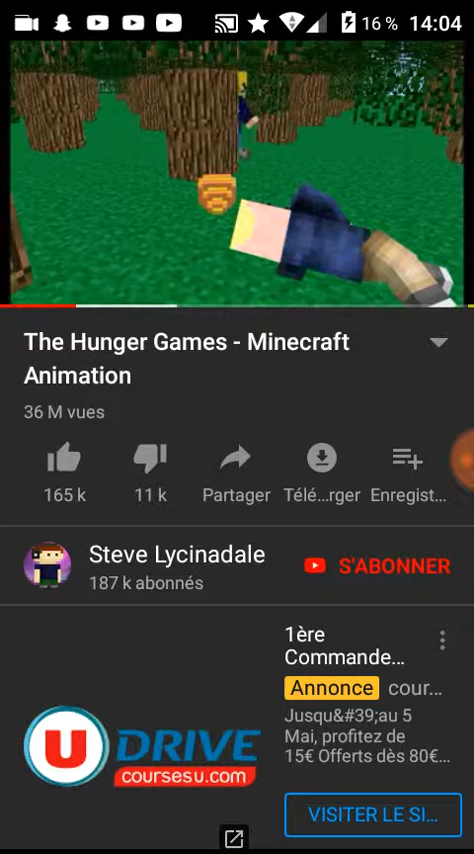 16 % 14:04
The Hunger Games - Minecraft
Animation
36 M vues
165 k 11 k Partager Télé...rger Enregist...
Steve Lycinadale
187 k abonnés
S'ABONNER
1ère
Commande...
Annonce cour...
Jusqu&#39;au 5
Mai, profitez de
15€ Offerts dès 80€...
U DRIVE
coursesu.com
VISITER LE SI...